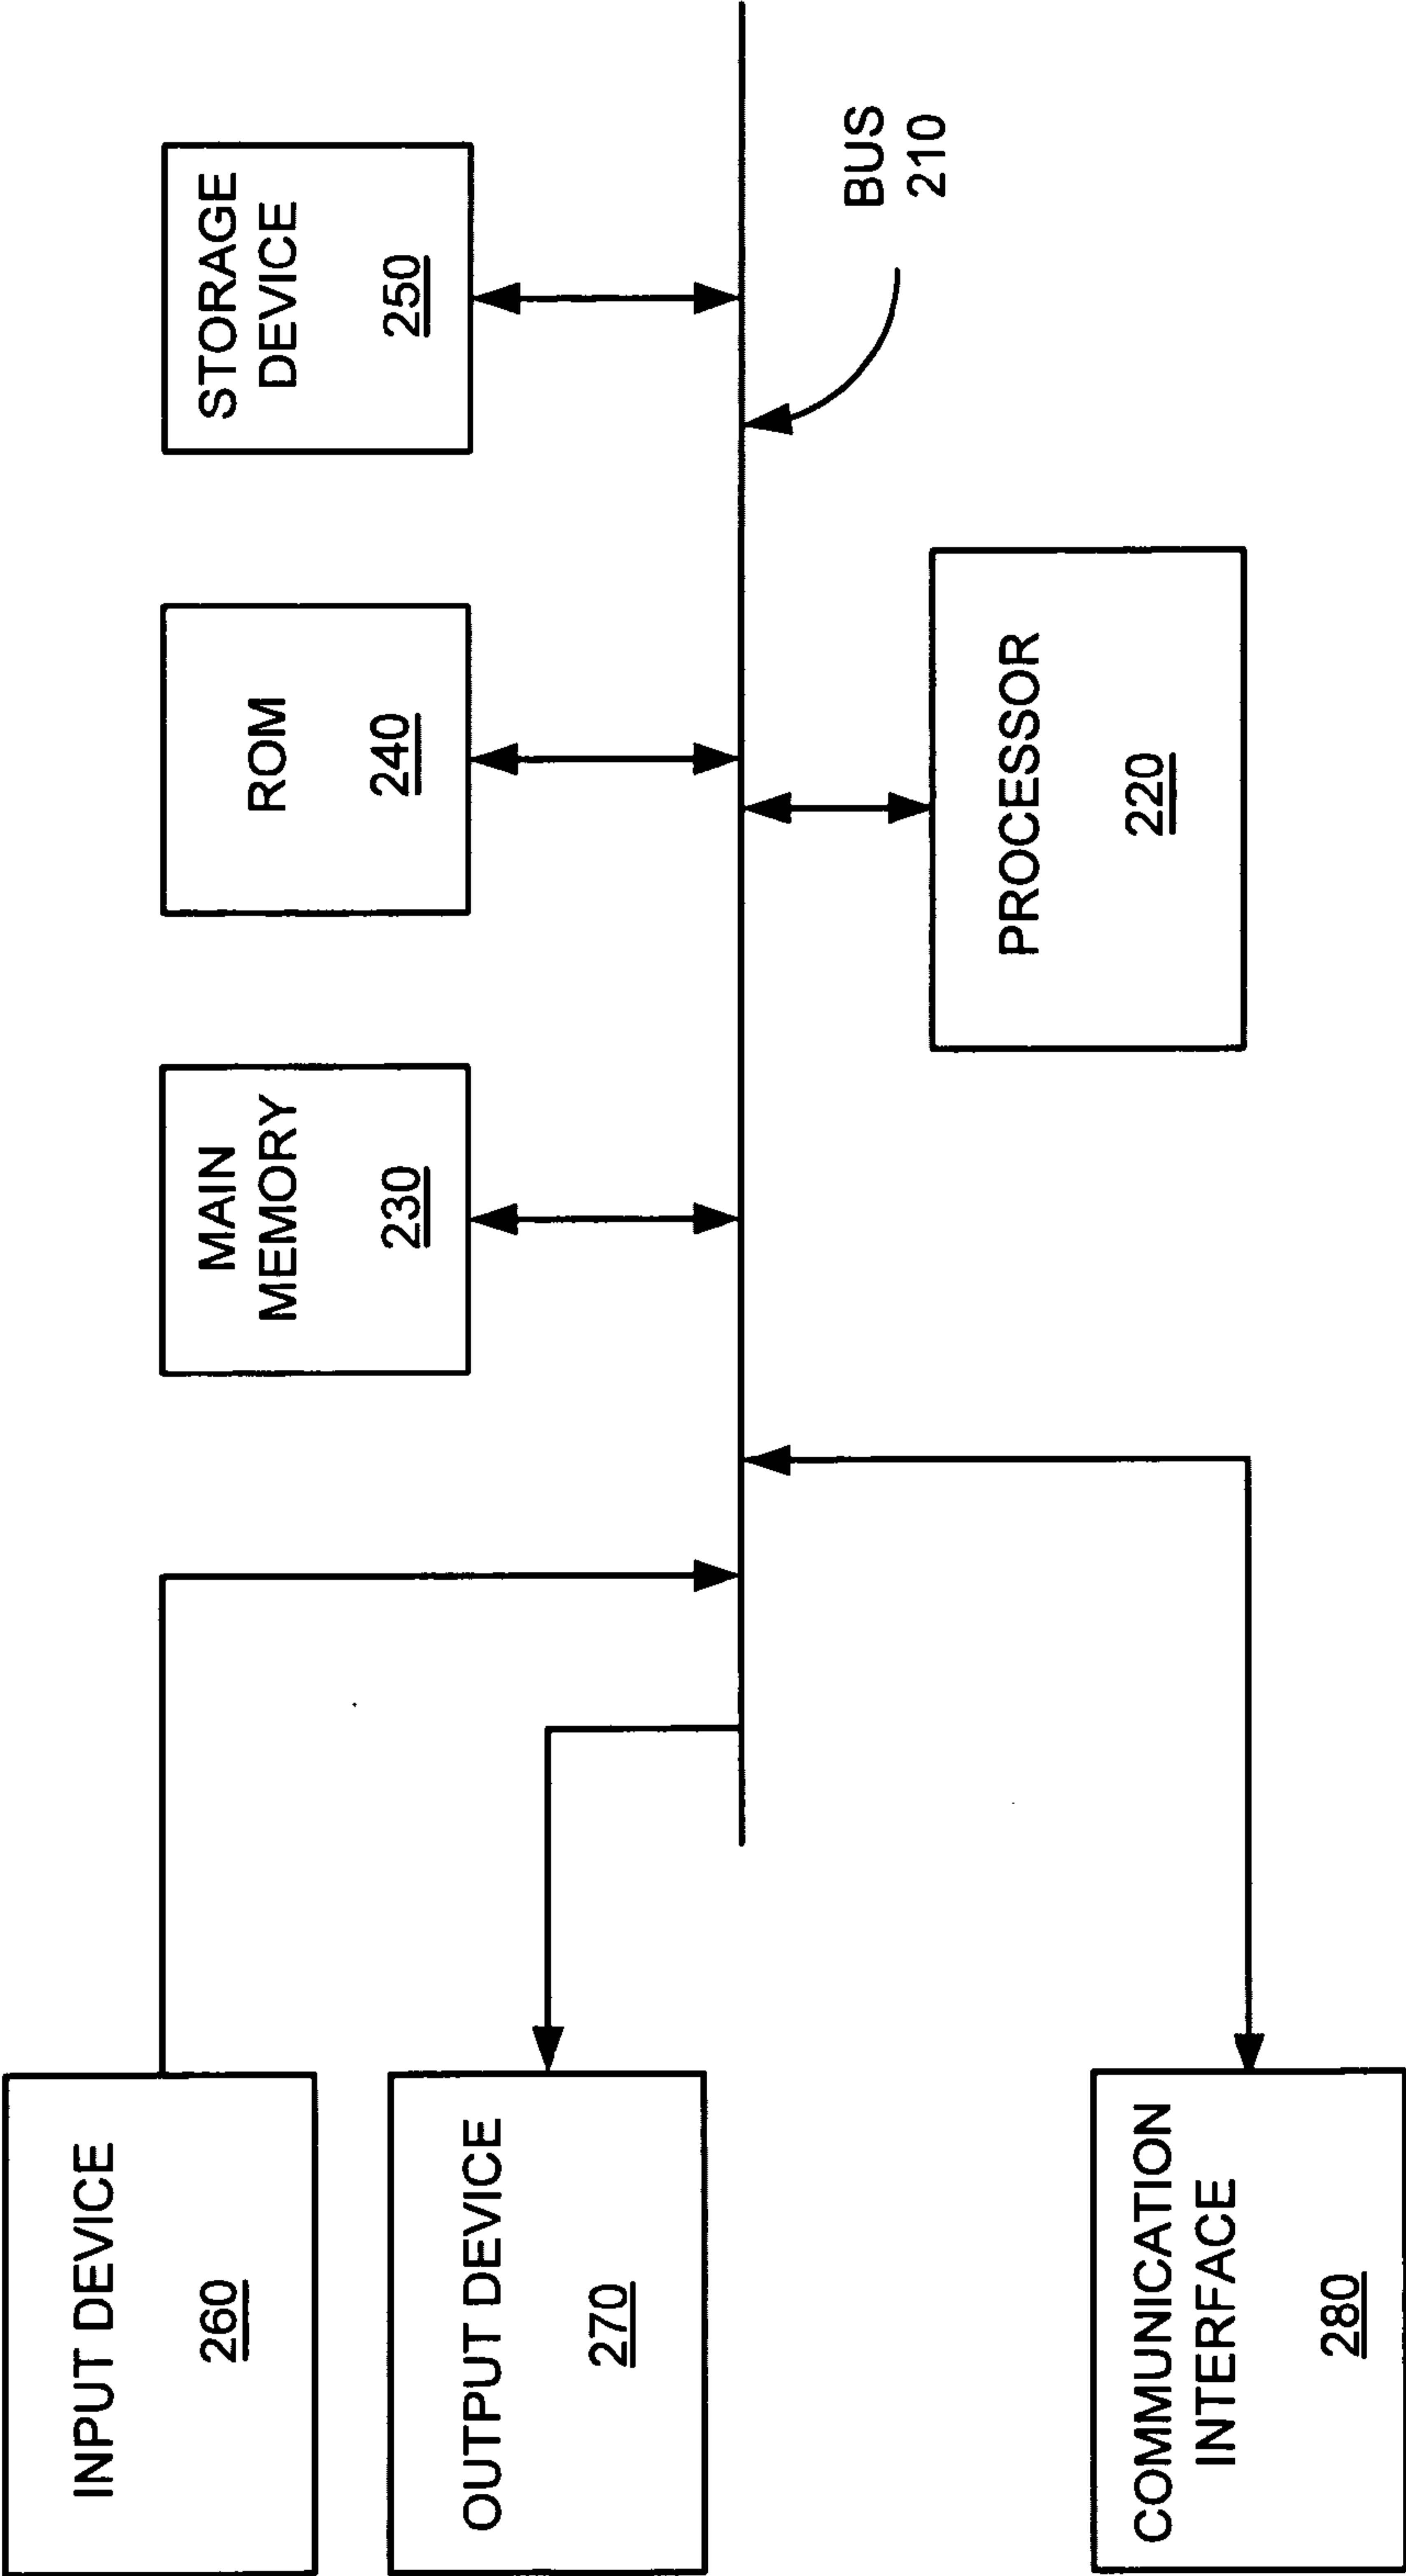 INPUT DEVICE
260
OUTPUT DEVICE
270
COMMUNICATION
INTERFACE
280
MAIN
MEMORY
230
ROM
240
STORAGE
DEVICE
250
PROCESSOR
220
BUS
210